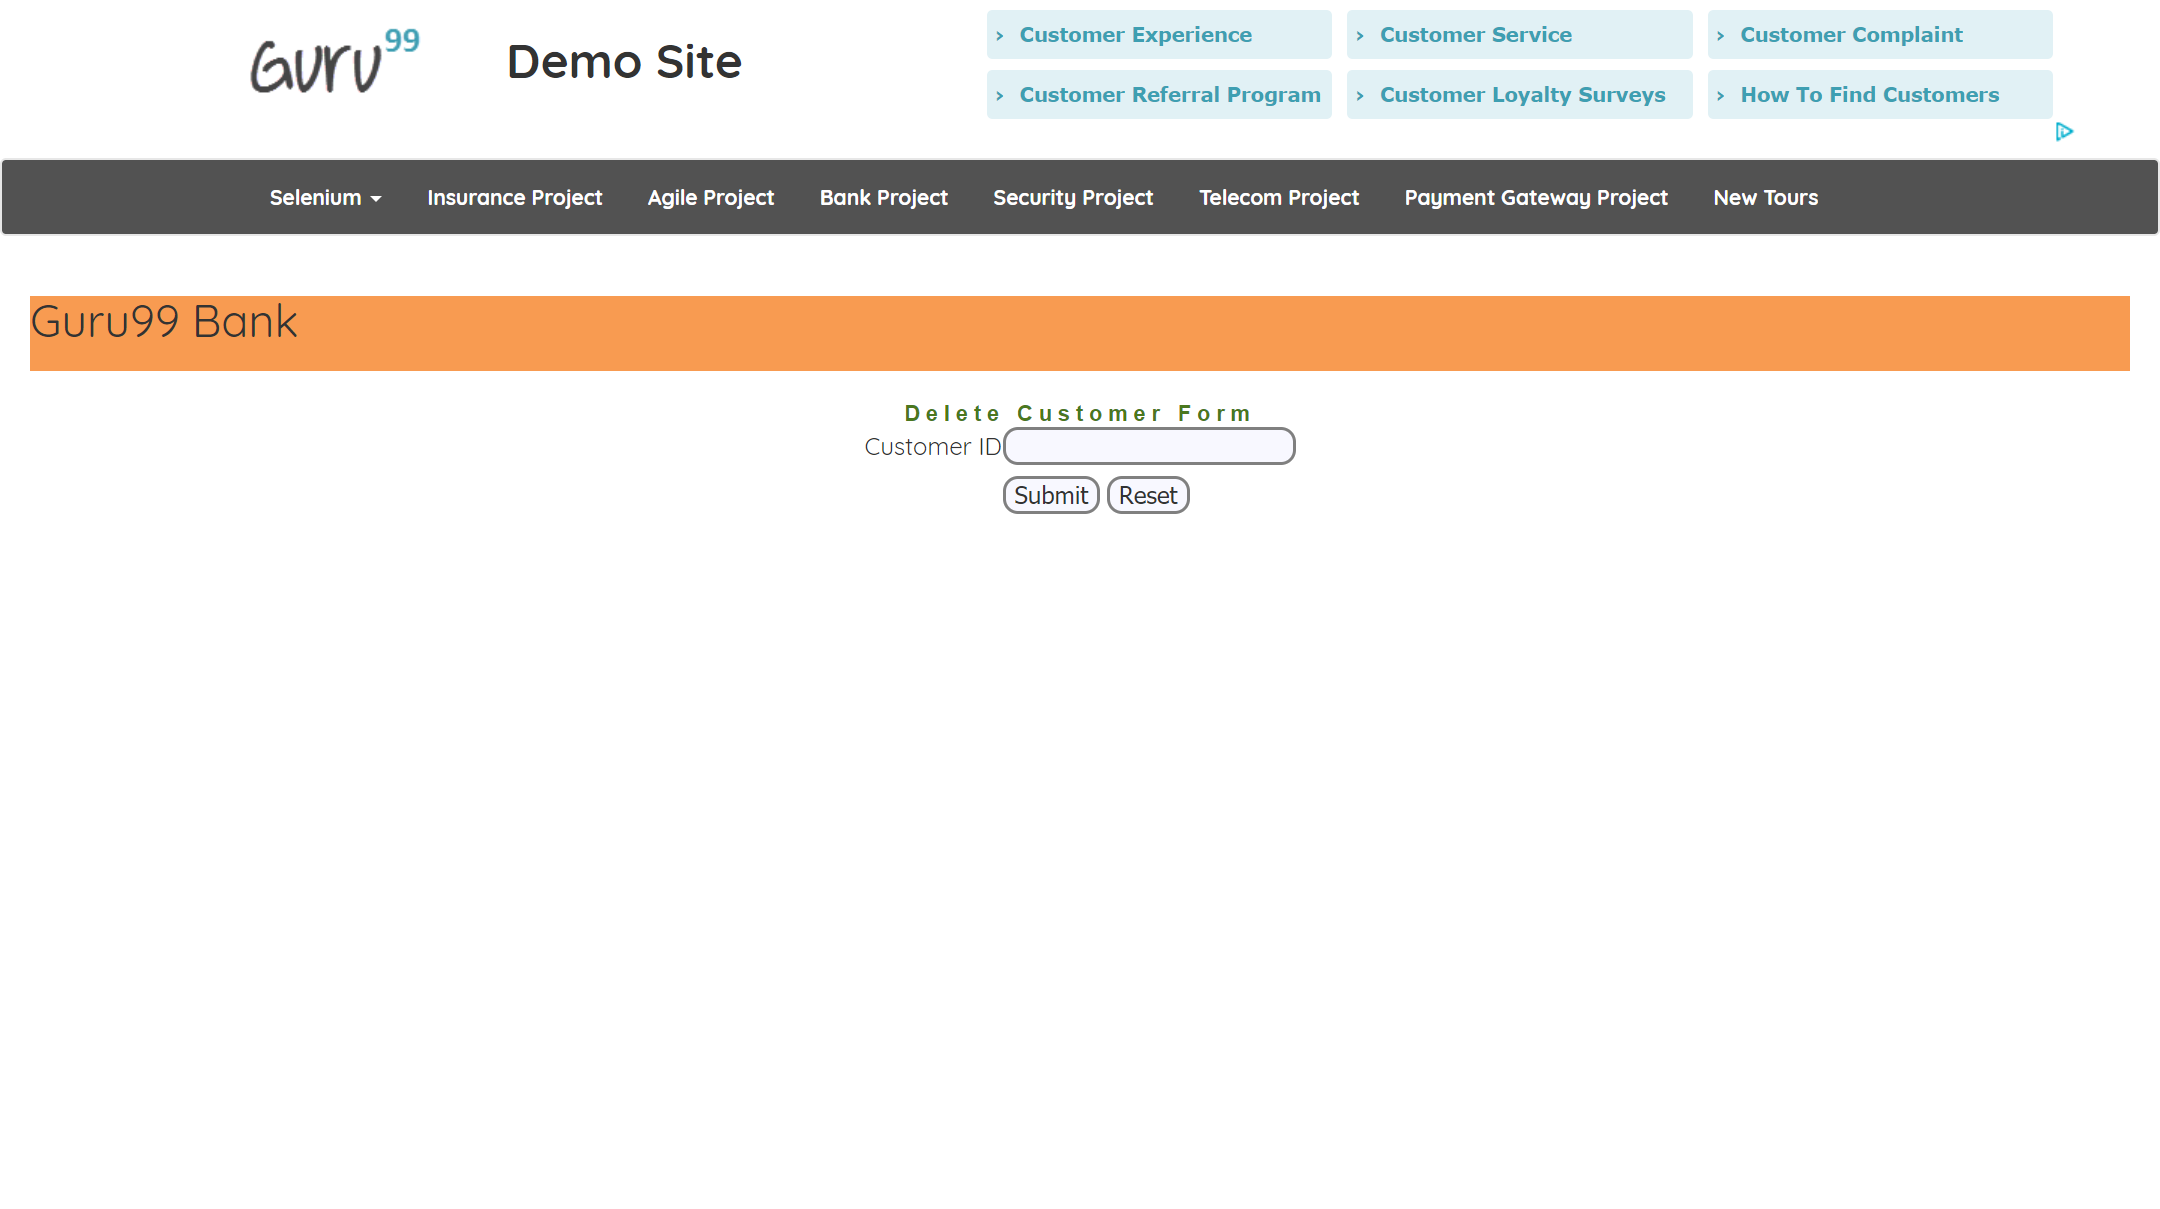 Guru99
Demo Site
› Customer Experience
› Customer Service
› Customer Complaint
› Customer Referral Program
› Customer Loyalty Surveys
› How To Find Customers
Selenium Insurance Project Agile Project Bank Project Security Project Telecom Project Payment Gateway Project New Tours
Guru99 Bank
Delete Customer Form
Customer ID
Submit Reset